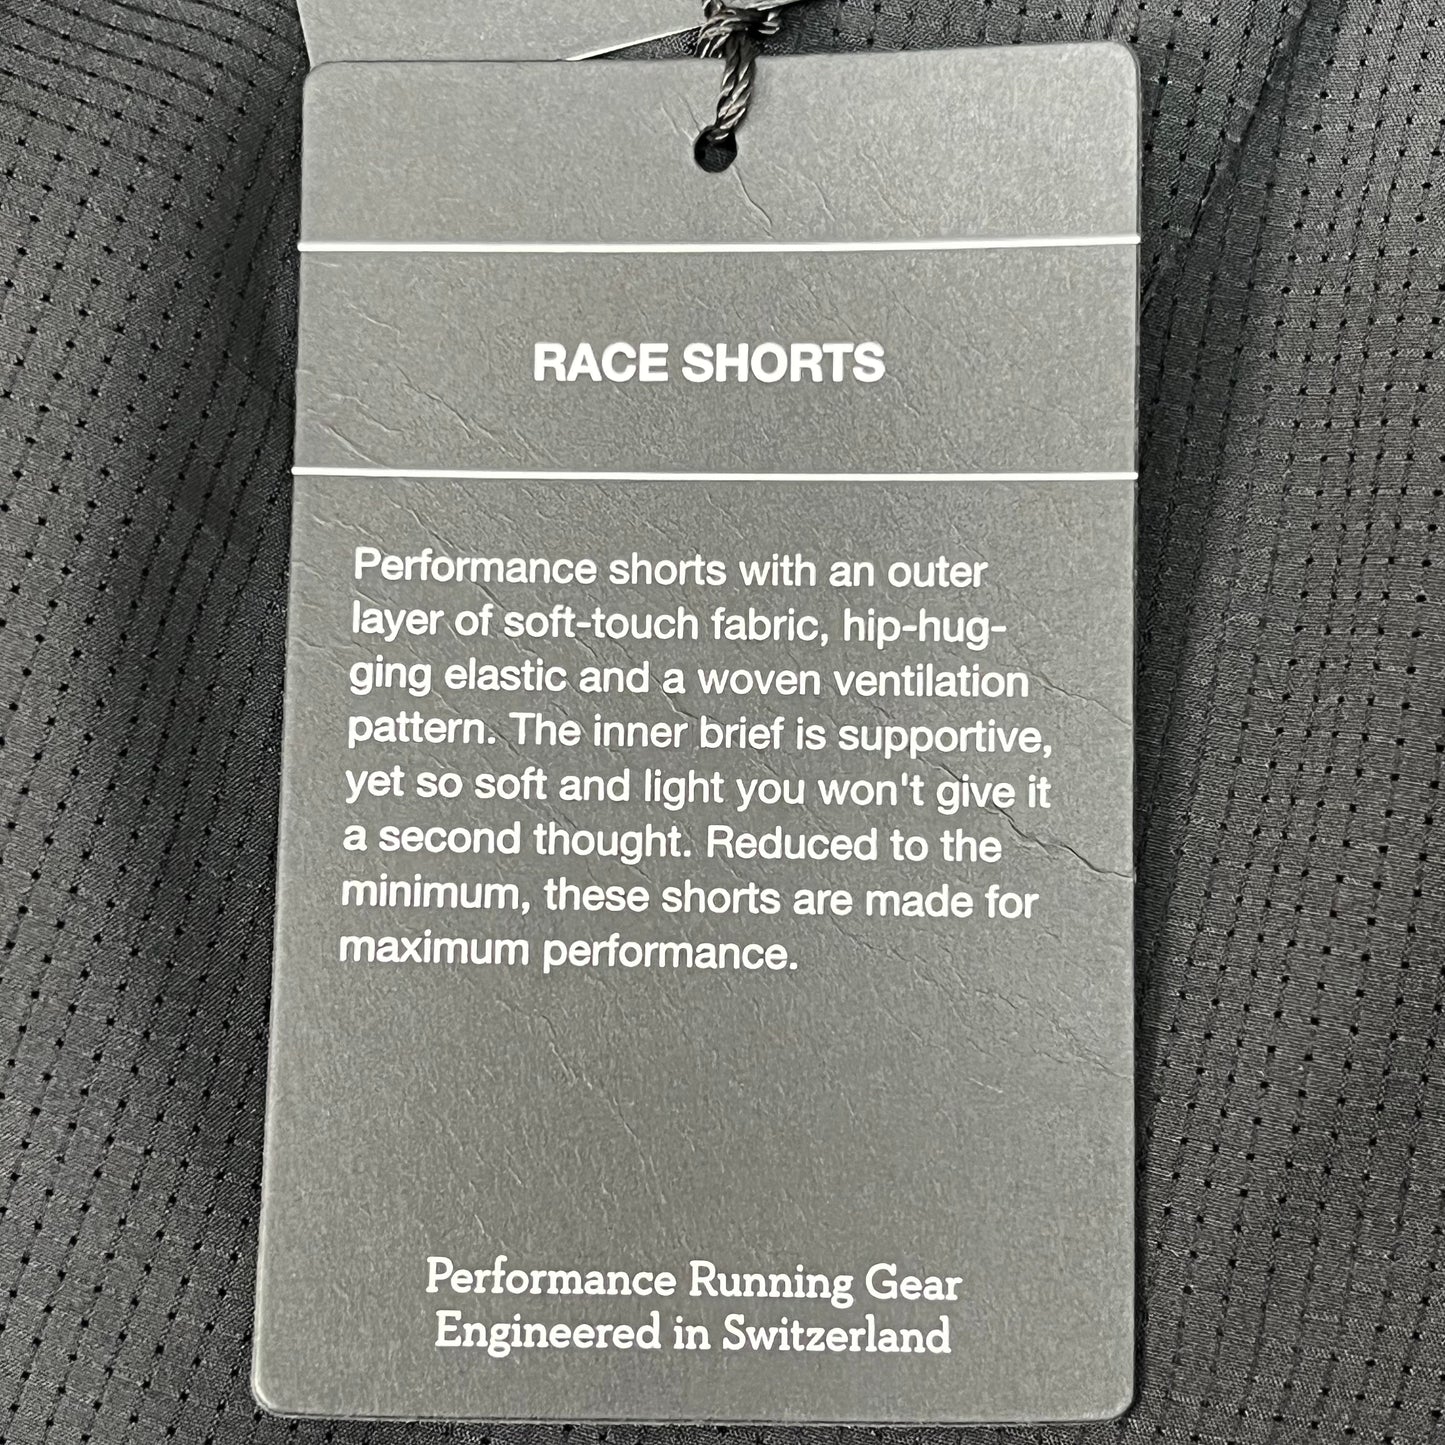 RACE SHORTS
Performance shorts with an outer
layer of soft-touch fabric, hip-hug-
ging elastic and a woven ventilation
pattern. The inner brief is supportive,
yet so soft and light you won't give it
a second thought. Reduced to the
minimum, these shorts are made for
maximum performance.
Performance Running Gear
Engineered in Switzerland